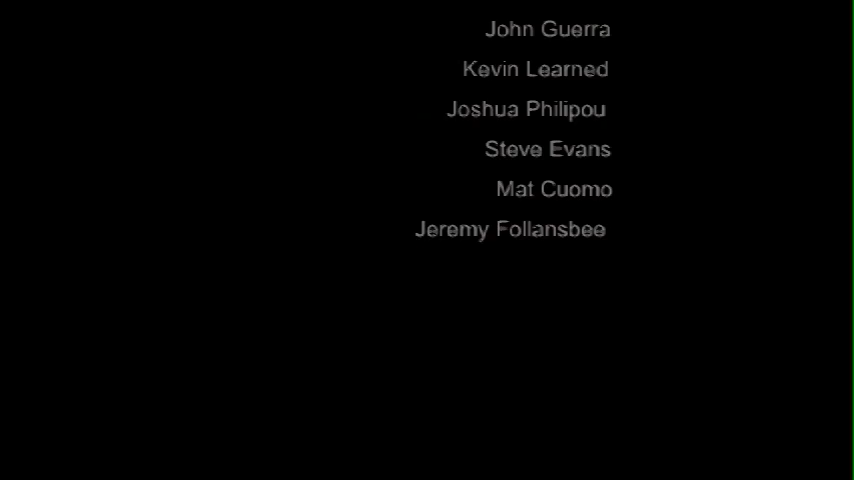 John Guerra
Kevin Learned
Joshua Philipou
Steve Evans
Mat Cuomo
Jeremy Follansbee